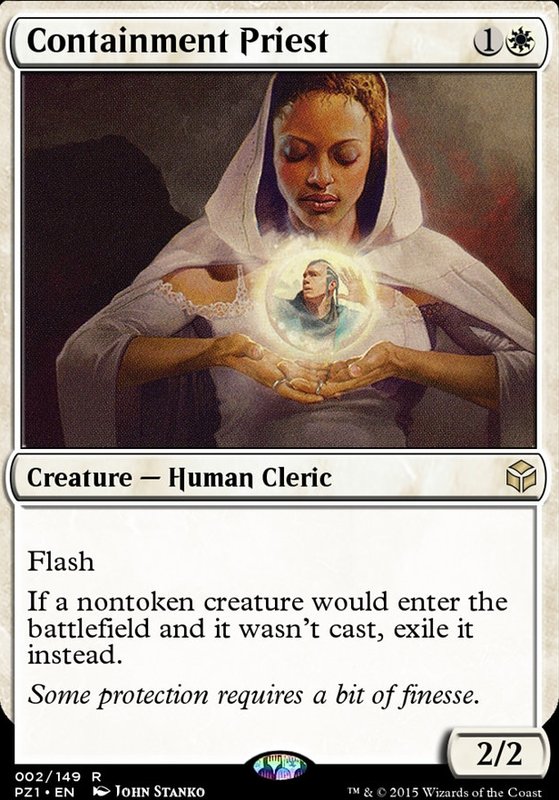 Containment Priest 1
Creature — Human Cleric
Flash
If a nontoken creature would enter the
battlefield and it wasn't cast, exile it
instead.
Some protection requires a bit of finesse.
2/2
002/149 R
PZ1 • EN John Stanko ™ & © 2015 Wizards of the Coast